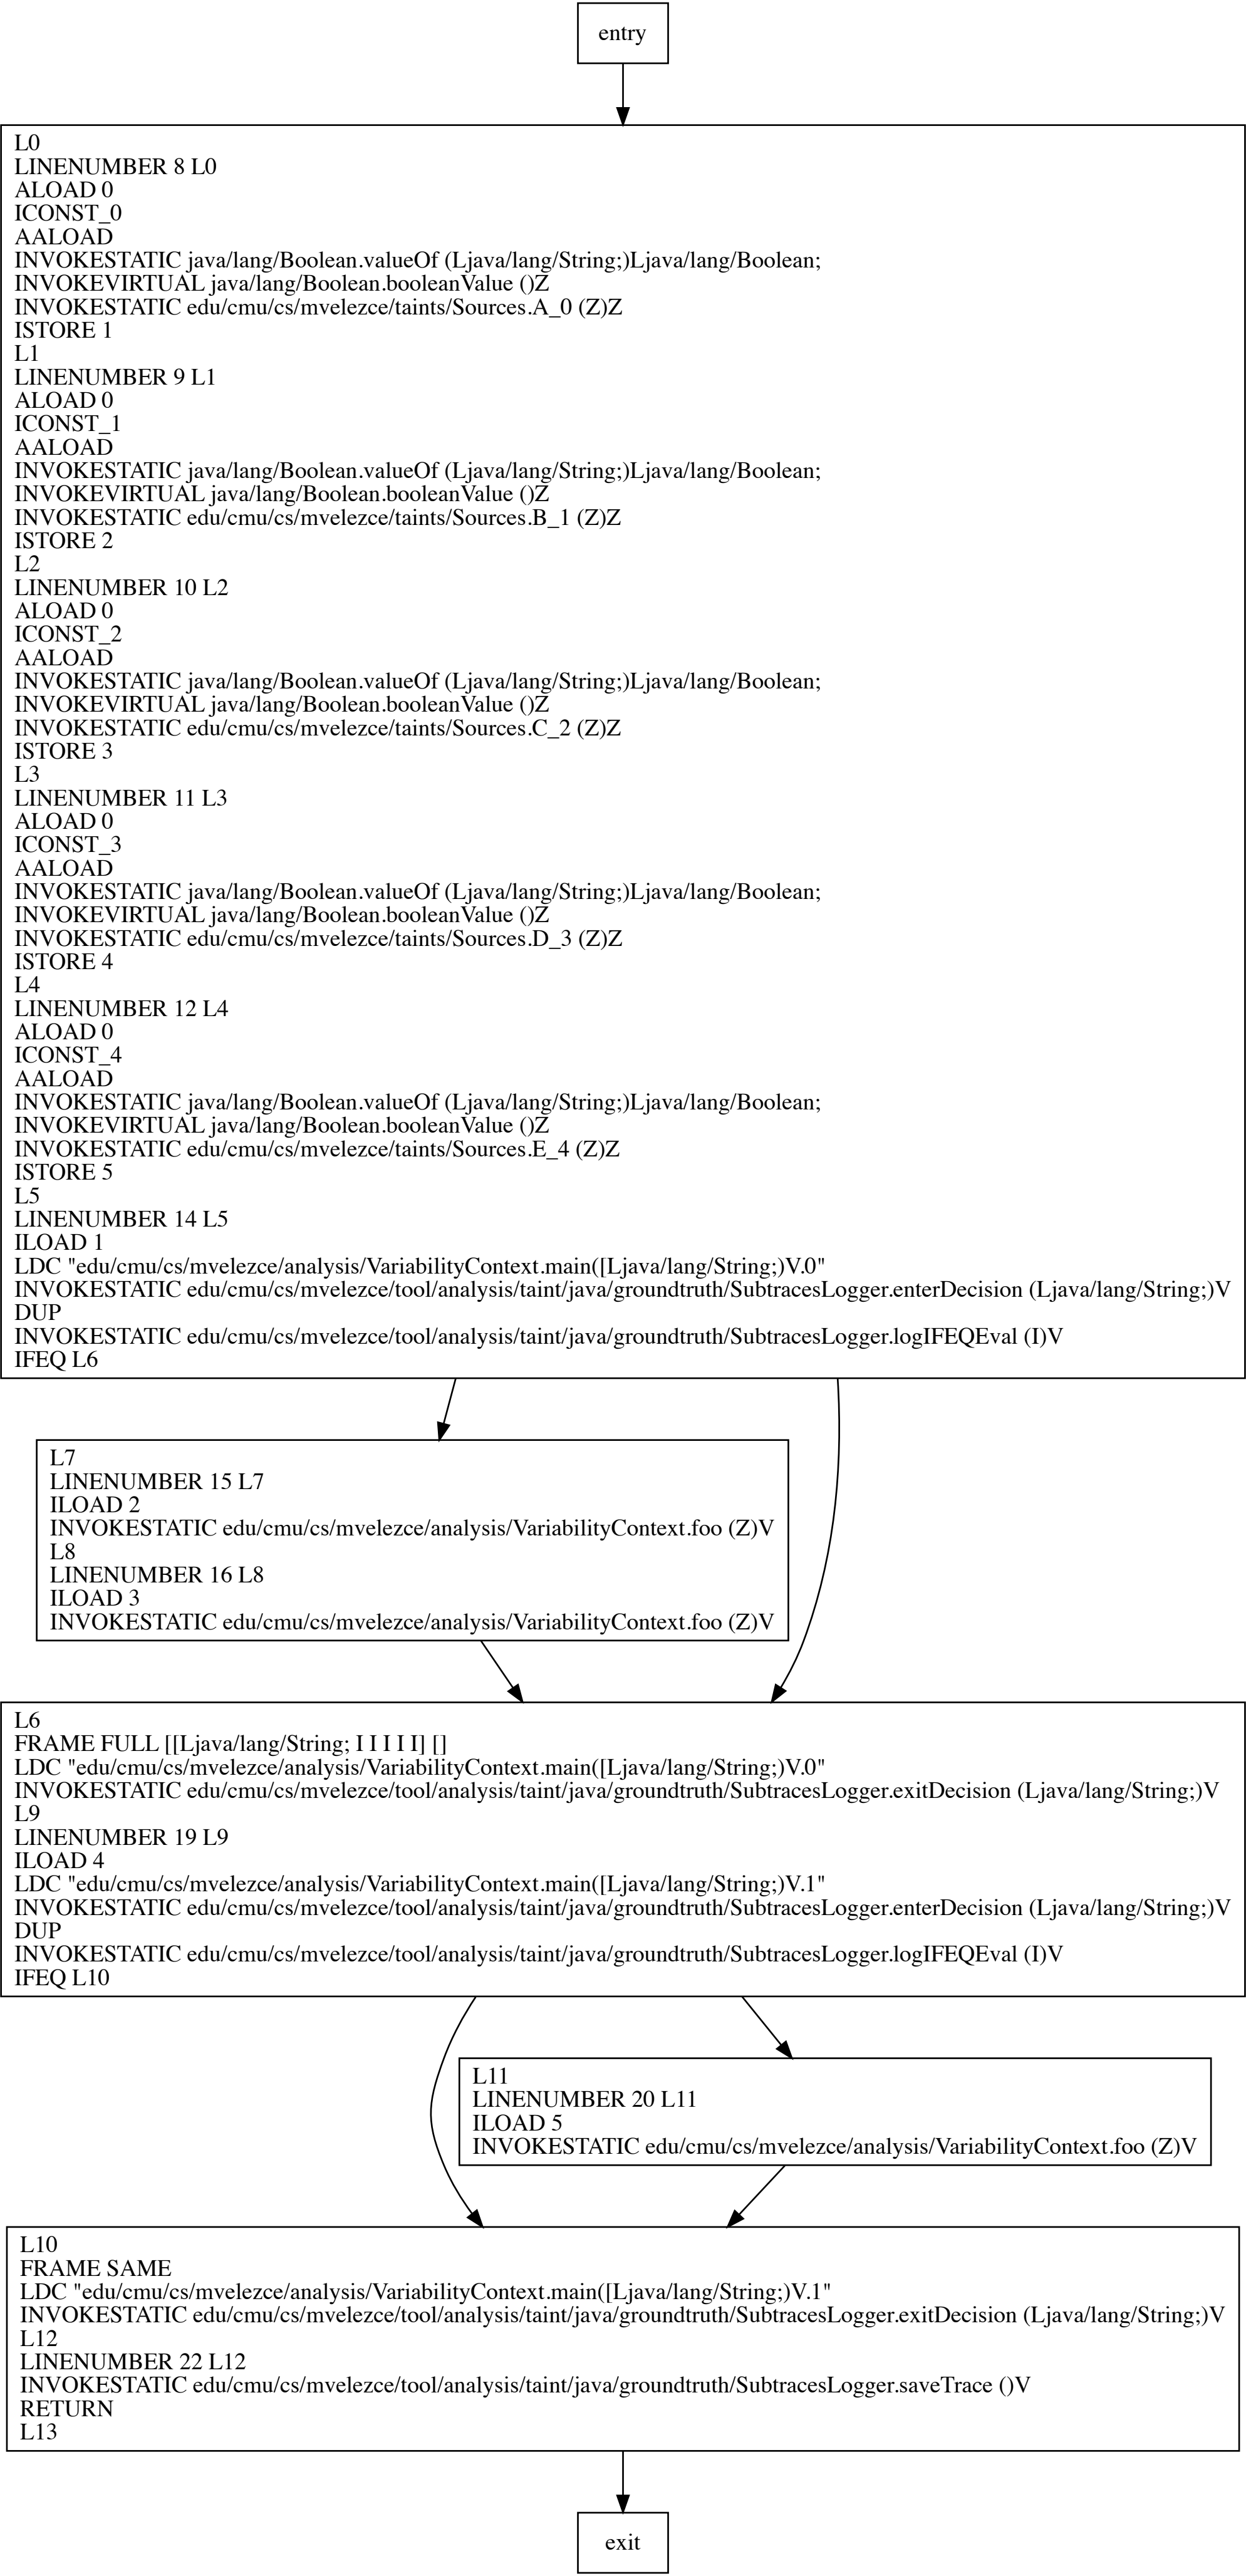 entry
L0
LINENUMBER 8 L0
ALOAD 0
ICONST_0
AALOAD
INVOKESTATIC java/lang/Boolean.valueOf (Ljava/lang/String;)Ljava/lang/Boolean;
INVOKEVIRTUAL java/lang/Boolean.booleanValue ()Z
INVOKESTATIC edu/cmu/cs/mvelezce/taints/Sources.A_0 (Z)Z
ISTORE 1
L1
LINENUMBER 9 L1
ALOAD 0
ICONST_1
AALOAD
INVOKESTATIC java/lang/Boolean.valueOf (Ljava/lang/String;)Ljava/lang/Boolean;
INVOKEVIRTUAL java/lang/Boolean.booleanValue ()Z
INVOKESTATIC edu/cmu/cs/mvelezce/taints/Sources.B_1 (Z)Z
ISTORE 2
L2
LINENUMBER 10 L2
ALOAD 0
ICONST_2
AALOAD
INVOKESTATIC java/lang/Boolean.valueOf (Ljava/lang/String;)Ljava/lang/Boolean;
INVOKEVIRTUAL java/lang/Boolean.booleanValue ()Z
INVOKESTATIC edu/cmu/cs/mvelezce/taints/Sources.C_2 (Z)Z
ISTORE 3
L3
LINENUMBER 11 L3
ALOAD 0
ICONST_3
AALOAD
INVOKESTATIC java/lang/Boolean.valueOf (Ljava/lang/String;)Ljava/lang/Boolean;
INVOKEVIRTUAL java/lang/Boolean.booleanValue ()Z
INVOKESTATIC edu/cmu/cs/mvelezce/taints/Sources.D_3 (Z)Z
ISTORE 4
L4
LINENUMBER 12 L4
ALOAD 0
ICONST_4
AALOAD
INVOKESTATIC java/lang/Boolean.valueOf (Ljava/lang/String;)Ljava/lang/Boolean;
INVOKEVIRTUAL java/lang/Boolean.booleanValue ()Z
INVOKESTATIC edu/cmu/cs/mvelezce/taints/Sources.E_4 (Z)Z
ISTORE 5
L5
LINENUMBER 14 L5
ILOAD 1
LDC "edu/cmu/cs/mvelezce/analysis/VariabilityContext.main([Ljava/lang/String;)V.0"
INVOKESTATIC edu/cmu/cs/mvelezce/tool/analysis/taint/java/groundtruth/SubtracesLogger.enterDecision (Ljava/lang/String;)V
DUP
INVOKESTATIC edu/cmu/cs/mvelezce/tool/analysis/taint/java/groundtruth/SubtracesLogger.logIFEQEval (I)V
IFEQ L6
L7
LINENUMBER 15 L7
ILOAD 2
INVOKESTATIC edu/cmu/cs/mvelezce/analysis/VariabilityContext.foo (Z)V
L8
LINENUMBER 16 L8
ILOAD 3
INVOKESTATIC edu/cmu/cs/mvelezce/analysis/VariabilityContext.foo (Z)V
L6
FRAME FULL [[Ljava/lang/String; I I I I I] []
LDC "edu/cmu/cs/mvelezce/analysis/VariabilityContext.main([Ljava/lang/String;)V.0"
INVOKESTATIC edu/cmu/cs/mvelezce/tool/analysis/taint/java/groundtruth/SubtracesLogger.exitDecision (Ljava/lang/String;)V
L9
LINENUMBER 19 L9
ILOAD 4
LDC "edu/cmu/cs/mvelezce/analysis/VariabilityContext.main([Ljava/lang/String;)V.1"
INVOKESTATIC edu/cmu/cs/mvelezce/tool/analysis/taint/java/groundtruth/SubtracesLogger.enterDecision (Ljava/lang/String;)V
DUP
INVOKESTATIC edu/cmu/cs/mvelezce/tool/analysis/taint/java/groundtruth/SubtracesLogger.logIFEQEval (I)V
IFEQ L10
L11
LINENUMBER 20 L11
ILOAD 5
INVOKESTATIC edu/cmu/cs/mvelezce/analysis/VariabilityContext.foo (Z)V
L10
FRAME SAME
LDC "edu/cmu/cs/mvelezce/analysis/VariabilityContext.main([Ljava/lang/String;)V.1"
INVOKESTATIC edu/cmu/cs/mvelezce/tool/analysis/taint/java/groundtruth/SubtracesLogger.exitDecision (Ljava/lang/String;)V
L12
LINENUMBER 22 L12
INVOKESTATIC edu/cmu/cs/mvelezce/tool/analysis/taint/java/groundtruth/SubtracesLogger.saveTrace ()V
RETURN
L13
exit